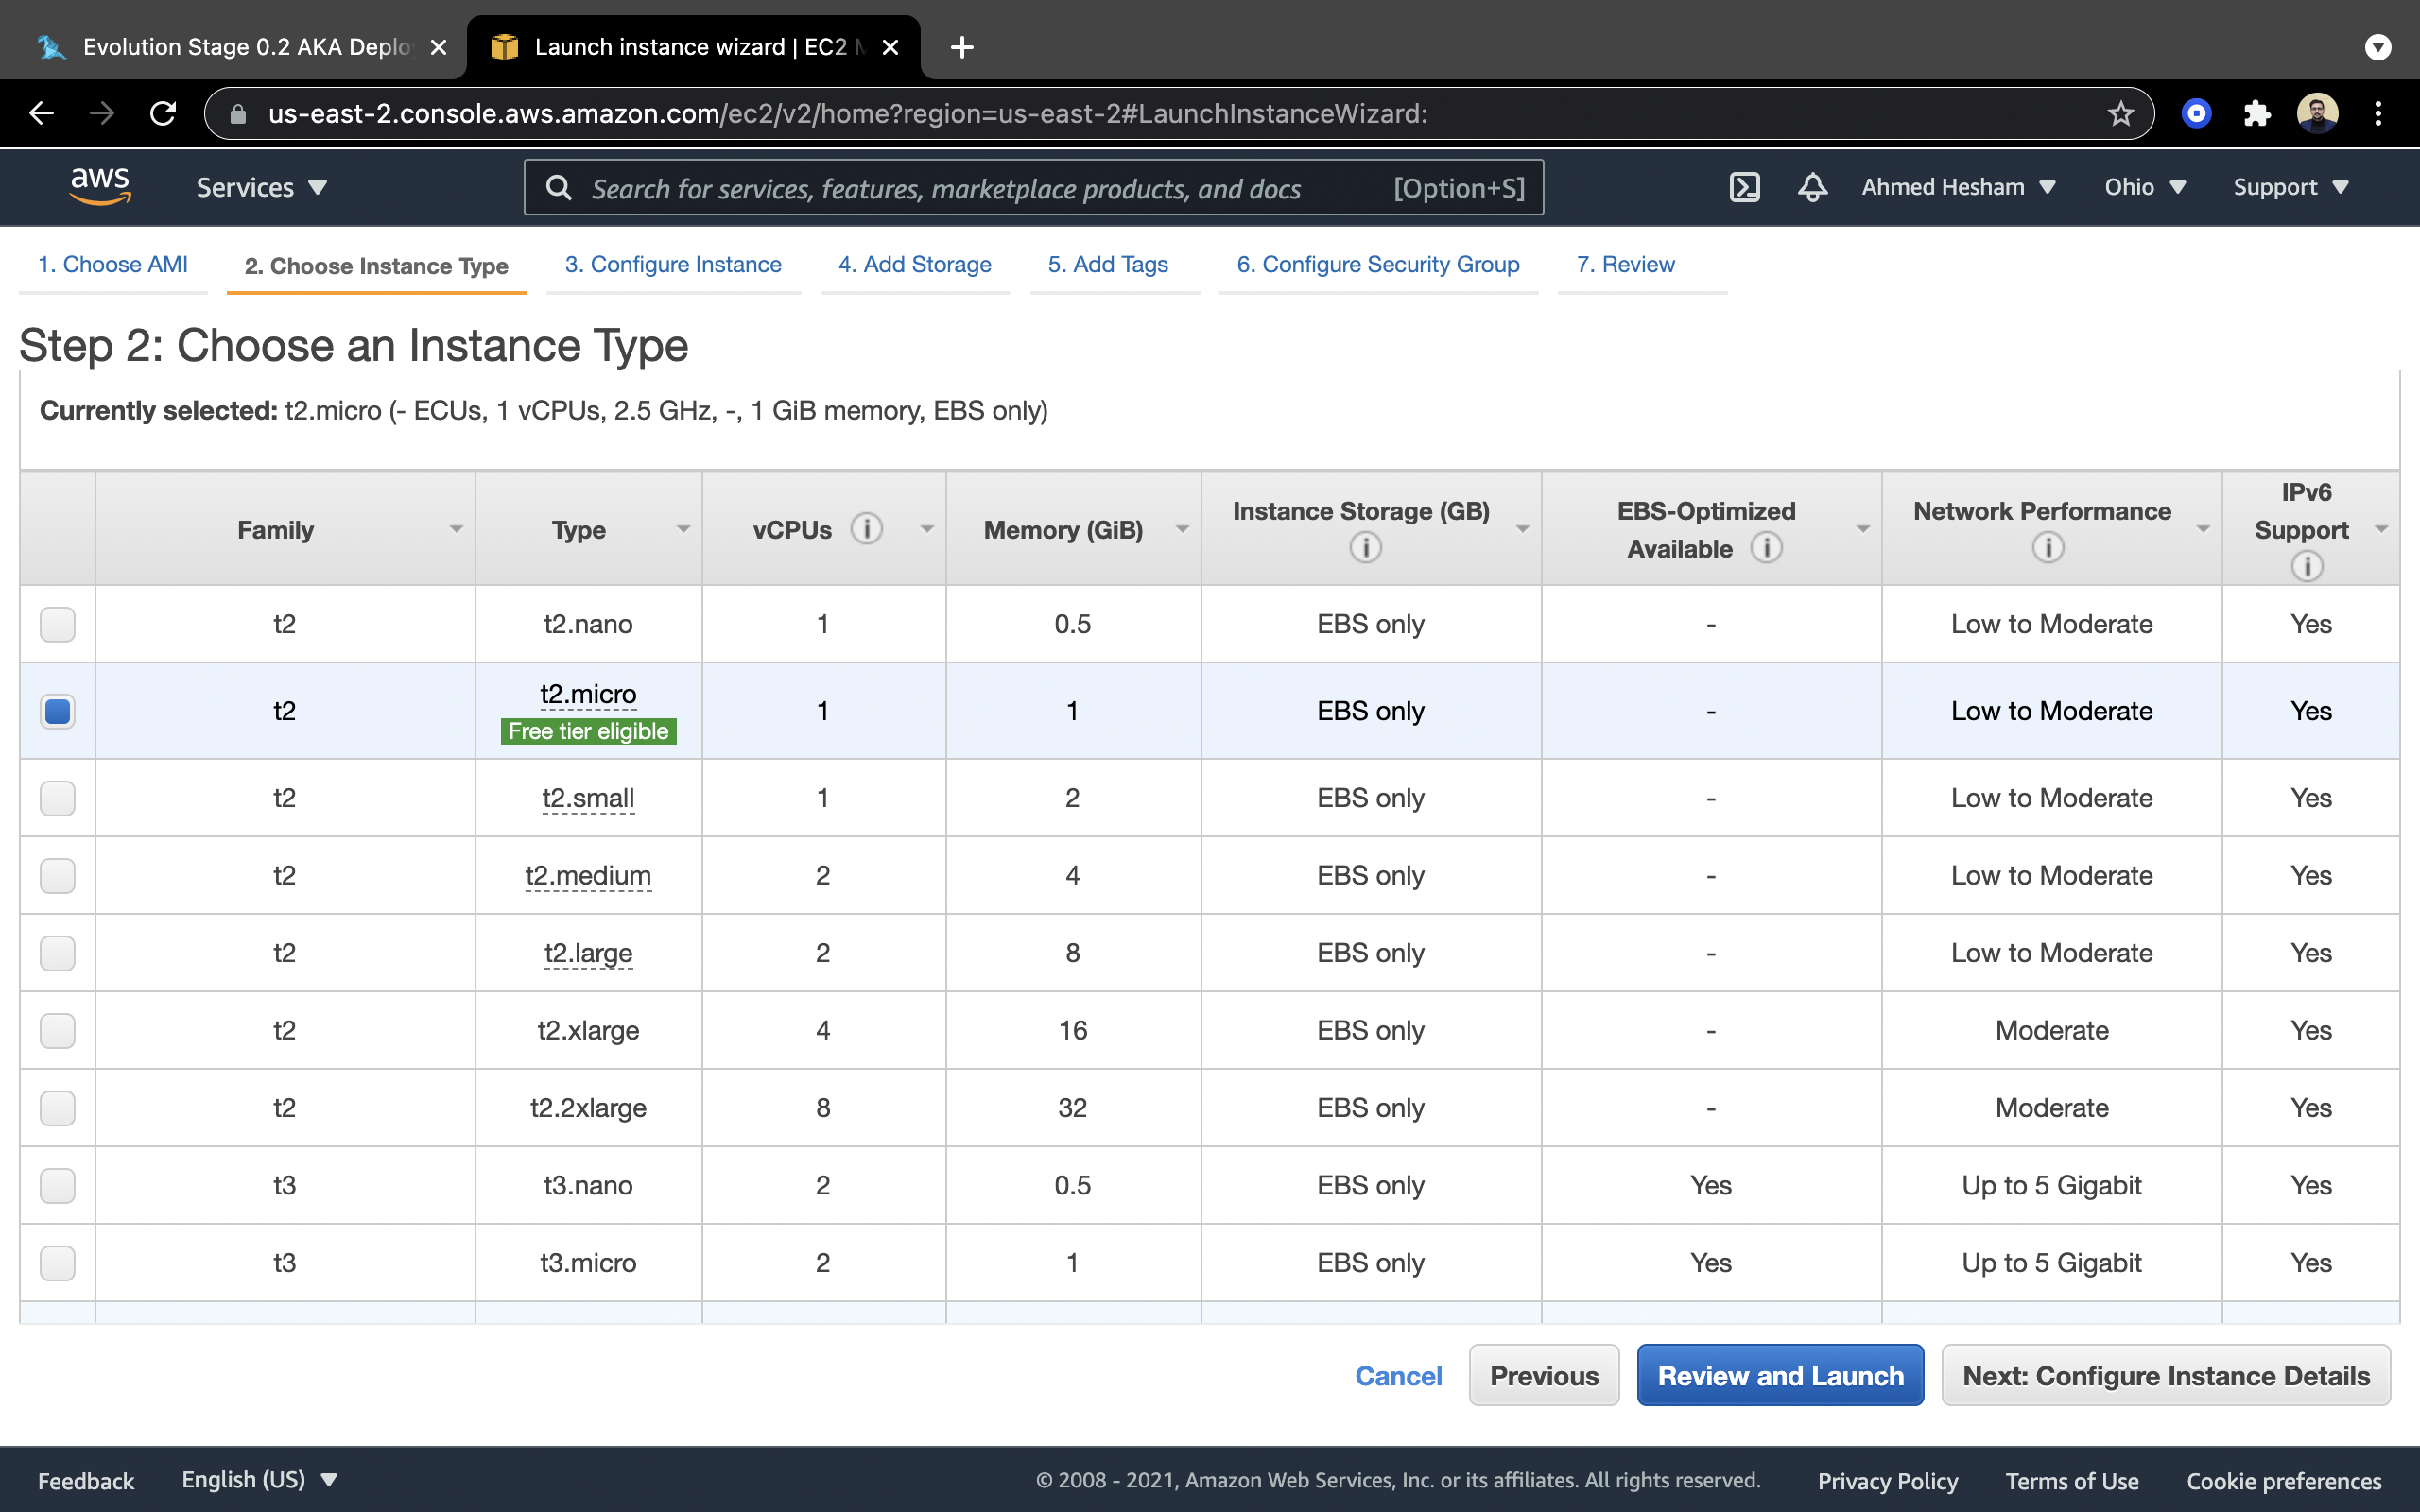 Evolution Stage 0.2 AKA Deplo
Launch instance wizard | EC2 M
us-east-2.console.aws.amazon.com/ec2/v2/home?region=us-east-2#LaunchInstanceWizard:
aws Services Search for services, features, marketplace products, and docs [Option+S] Ahmed Hesham Ohio Support
1. Choose AMI 2. Choose Instance Type 3. Configure Instance 4. Add Storage 5. Add Tags 6. Configure Security Group 7. Review
Step 2: Choose an Instance Type
Currently selected: t2.micro (- ECUs, 1 vCPUs, 2.5 GHz, -, 1 GiB memory, EBS only)
Family Type vCPUs i Memory (GiB) Instance Storage (GB) i EBS-Optimized Available i Network Performance i IPv6 Support i
t2 t2.nano 1 0.5 EBS only - Low to Moderate Yes
t2 t2.micro Free tier eligible 1 1 EBS only - Low to Moderate Yes
t2 t2.small 1 2 EBS only - Low to Moderate Yes
t2 t2.medium 2 4 EBS only - Low to Moderate Yes
t2 t2.large 2 8 EBS only - Low to Moderate Yes
t2 t2.xlarge 4 16 EBS only - Moderate Yes
t2 t2.2xlarge 8 32 EBS only - Moderate Yes
t3 t3.nano 2 0.5 EBS only Yes Up to 5 Gigabit Yes
t3 t3.micro 2 1 EBS only Yes Up to 5 Gigabit Yes
Cancel Previous Review and Launch Next: Configure Instance Details
Feedback English (US) © 2008 - 2021, Amazon Web Services, Inc. or its affiliates. All rights reserved. Privacy Policy Terms of Use Cookie preferences